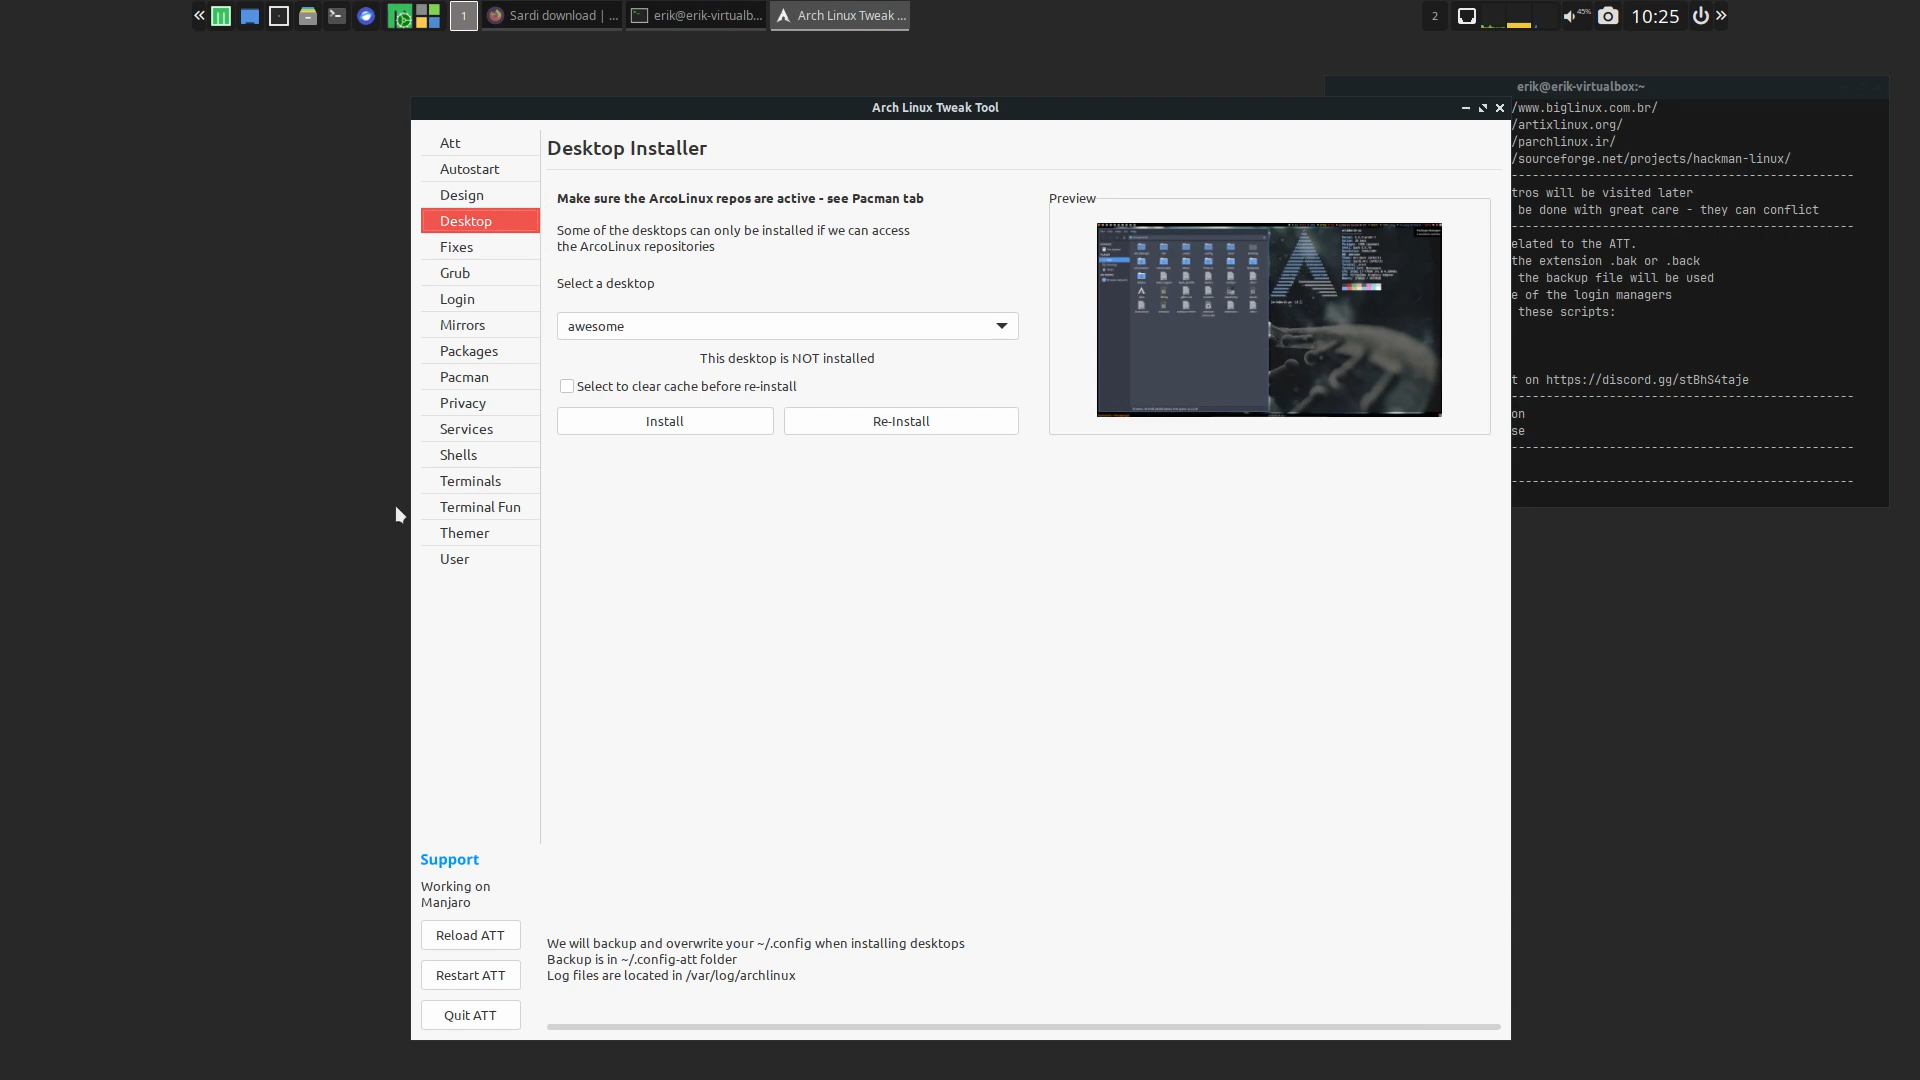 1
Sardi download | ...
erik@erik-virtualb...
Arch Linux Tweak ...
2
45%
10:25
erik@erik-virtualbox:~
/www.biglinux.com.br/
/artixlinux.org/
/parchlinux.ir/
/sourceforge.net/projects/hackman-linux/
------------------------------------------------
tros will be visited later
be done with great care - they can conflict
------------------------------------------------
elated to the ATT.
the extension .bak or .back
the backup file will be used
e of the login managers
these scripts:
t on https://discord.gg/stBhS4taje
------------------------------------------------
on
se
------------------------------------------------
------------------------------------------------
Arch Linux Tweak Tool
Att
Autostart
Design
Desktop
Fixes
Grub
Login
Mirrors
Packages
Pacman
Privacy
Services
Shells
Terminals
Terminal Fun
Themer
User
Support
Working on
Manjaro
Reload ATT
Restart ATT
Quit ATT
Desktop Installer
Make sure the ArcoLinux repos are active - see Pacman tab
Some of the desktops can only be installed if we can access
the ArcoLinux repositories
Select a desktop
awesome
This desktop is NOT installed
Select to clear cache before re-install
Install
Re-Install
Preview
We will backup and overwrite your ~/.config when installing desktops
Backup is in ~/.config-att folder
Log files are located in /var/log/archlinux